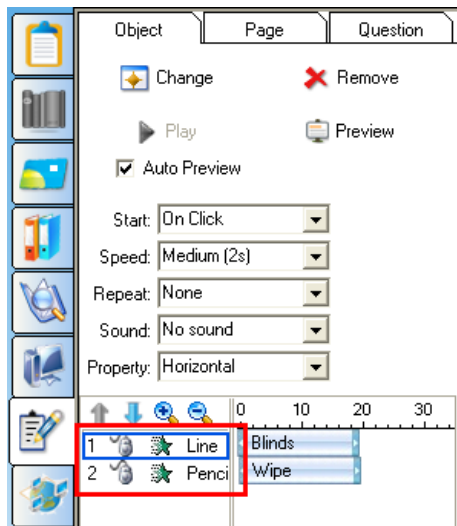 Object Page Question
Change Remove
Play Preview
Auto Preview
Start: On Click
Speed: Medium (2s)
Repeat: None
Sound: No sound
Property: Horizontal
0 10 20 30
1 Line Blinds
2 Penci Wipe